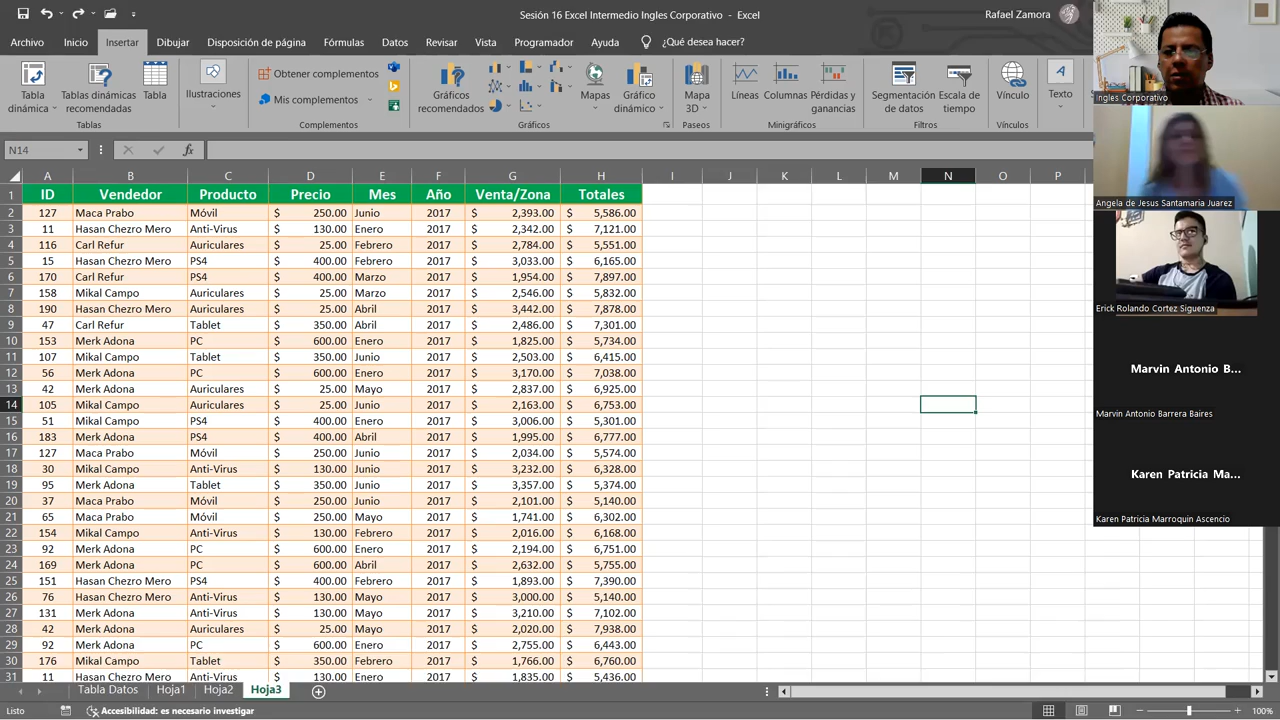 Sesión 16 Excel Intermedio Ingles Corporativo - Excel
Rafael Zamora
Archivo Inicio Insertar Dibujar Disposición de página Fórmulas Datos Revisar Vista Programador Ayuda ¿Qué desea hacer?
Tabla dinámica
Tablas dinámicas recomendadas
Tabla
Ilustraciones
Obtener complementos
Mis complementos
Gráficos recomendados
Mapas
Gráfico dinámico
Mapa 3D
Líneas
Columnas
Pérdidas y ganancias
Segmentación de datos
Escala de tiempo
Vínculo
Texto
Tablas Complementos Gráficos Paseos Minigráficos Filtros Vínculos
N14 fx
A B C D E F G H I J K L M N O P
1 ID Vendedor Producto Precio Mes Año Venta/Zona Totales
2 127 Maca Prabo Móvil $ 250.00 Junio 2017 $ 2,393.00 $ 5,586.00
3 11 Hasan Chezro Mero Anti-Virus $ 130.00 Enero 2017 $ 2,342.00 $ 7,121.00
4 116 Carl Refur Auriculares $ 25.00 Febrero 2017 $ 2,784.00 $ 5,551.00
5 15 Hasan Chezro Mero PS4 $ 400.00 Febrero 2017 $ 3,033.00 $ 6,165.00
6 170 Carl Refur PS4 $ 400.00 Marzo 2017 $ 1,954.00 $ 7,897.00
7 158 Mikal Campo Auriculares $ 25.00 Marzo 2017 $ 2,546.00 $ 5,832.00
8 190 Hasan Chezro Mero Auriculares $ 25.00 Abril 2017 $ 3,442.00 $ 7,878.00
9 47 Carl Refur Tablet $ 350.00 Abril 2017 $ 2,486.00 $ 7,301.00
10 153 Merk Adona PC $ 600.00 Enero 2017 $ 1,825.00 $ 5,734.00
11 107 Mikal Campo Tablet $ 350.00 Junio 2017 $ 2,503.00 $ 6,415.00
12 56 Merk Adona PC $ 600.00 Enero 2017 $ 3,170.00 $ 7,038.00
13 42 Merk Adona Auriculares $ 25.00 Mayo 2017 $ 2,837.00 $ 6,925.00
14 105 Mikal Campo Auriculares $ 25.00 Junio 2017 $ 2,163.00 $ 6,753.00
15 51 Mikal Campo PS4 $ 400.00 Enero 2017 $ 3,006.00 $ 5,301.00
16 183 Merk Adona PS4 $ 400.00 Abril 2017 $ 1,995.00 $ 6,777.00
17 127 Maca Prabo Móvil $ 250.00 Junio 2017 $ 2,034.00 $ 5,574.00
18 30 Mikal Campo Anti-Virus $ 130.00 Junio 2017 $ 3,232.00 $ 6,328.00
19 95 Merk Adona Tablet $ 350.00 Junio 2017 $ 3,357.00 $ 5,374.00
20 37 Maca Prabo Móvil $ 250.00 Junio 2017 $ 2,101.00 $ 5,140.00
21 65 Maca Prabo Móvil $ 250.00 Mayo 2017 $ 1,741.00 $ 6,302.00
22 154 Mikal Campo Anti-Virus $ 130.00 Febrero 2017 $ 2,016.00 $ 6,168.00
23 92 Merk Adona PC $ 600.00 Enero 2017 $ 2,194.00 $ 6,751.00
24 169 Merk Adona PC $ 600.00 Abril 2017 $ 2,632.00 $ 5,755.00
25 151 Hasan Chezro Mero PS4 $ 400.00 Febrero 2017 $ 1,893.00 $ 7,390.00
26 76 Hasan Chezro Mero Anti-Virus $ 130.00 Mayo 2017 $ 3,000.00 $ 5,140.00
27 131 Merk Adona Anti-Virus $ 130.00 Mayo 2017 $ 3,210.00 $ 7,102.00
28 42 Merk Adona Auriculares $ 25.00 Mayo 2017 $ 2,020.00 $ 7,938.00
29 92 Merk Adona PC $ 600.00 Enero 2017 $ 2,755.00 $ 6,443.00
30 176 Mikal Campo Tablet $ 350.00 Febrero 2017 $ 1,766.00 $ 6,760.00
31 11 Hasan Chezro Mero Anti-Virus $ 130.00 Enero 2017 $ 1,835.00 $ 5,436.00
Tabla Datos Hoja1 Hoja2 Hoja3
Listo Accesibilidad: es necesario investigar 100%
Ingles Corporativo
Angela de Jesus Santamaria Juarez
Erick Rolando Cortez Siguenza
Marvin Antonio B...
Marvin Antonio Barrera Baires
Karen Patricia Ma...
Karen Patricia Marroquin Ascencio